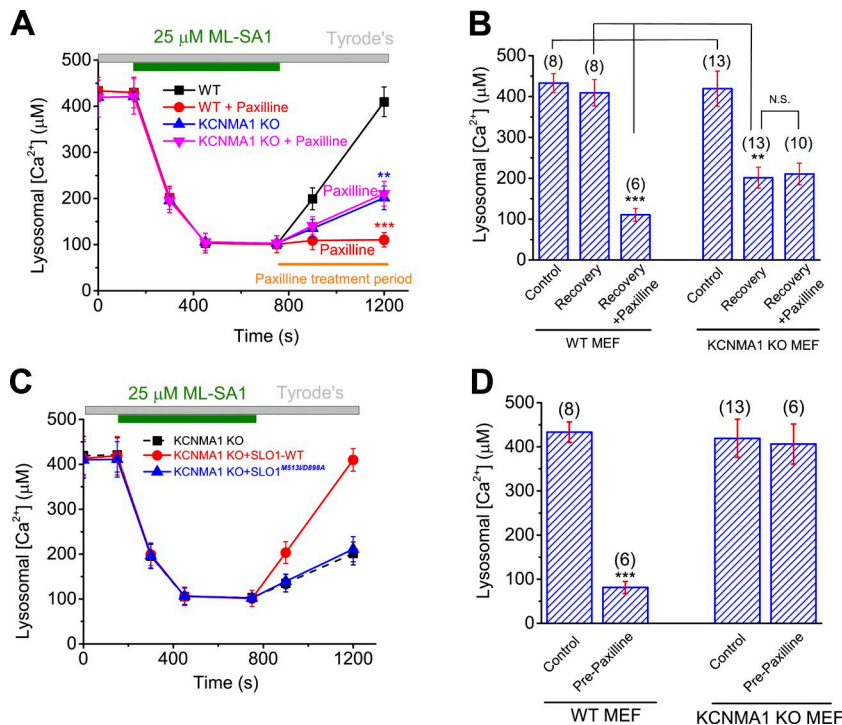 A
25 μM ML-SA1
Tyrode's
Lysosomal [Ca²⁺] (μM)
500
400
300
200
100
0
WT
WT + Paxilline
KCNMA1 KO
KCNMA1 KO + Paxilline
Paxilline
**
***
Paxilline
Paxilline treatment period
0
400
800
1200
Time (s)
B
Lysosomal [Ca²⁺] (μM)
500
400
300
200
100
0
(8)
(8)
(6)
***
(13)
(13)
**
N.S.
(10)
Control
Recovery
Recovery
+Paxilline
Control
Recovery
Recovery
+Paxilline
WT MEF
KCNMA1 KO MEF
C
25 μM ML-SA1
Tyrode's
Lysosomal [Ca²⁺] (μM)
500
400
300
200
100
0
KCNMA1 KO
KCNMA1 KO+SLO1-WT
KCNMA1 KO+SLO1M513I/D898A
0
400
800
1200
Time (s)
D
Lysosomal [Ca²⁺] (μM)
500
400
300
200
100
0
(8)
(6)
***
(13)
(6)
Control
Pre-Paxilline
Control
Pre-Paxilline
WT MEF
KCNMA1 KO MEF